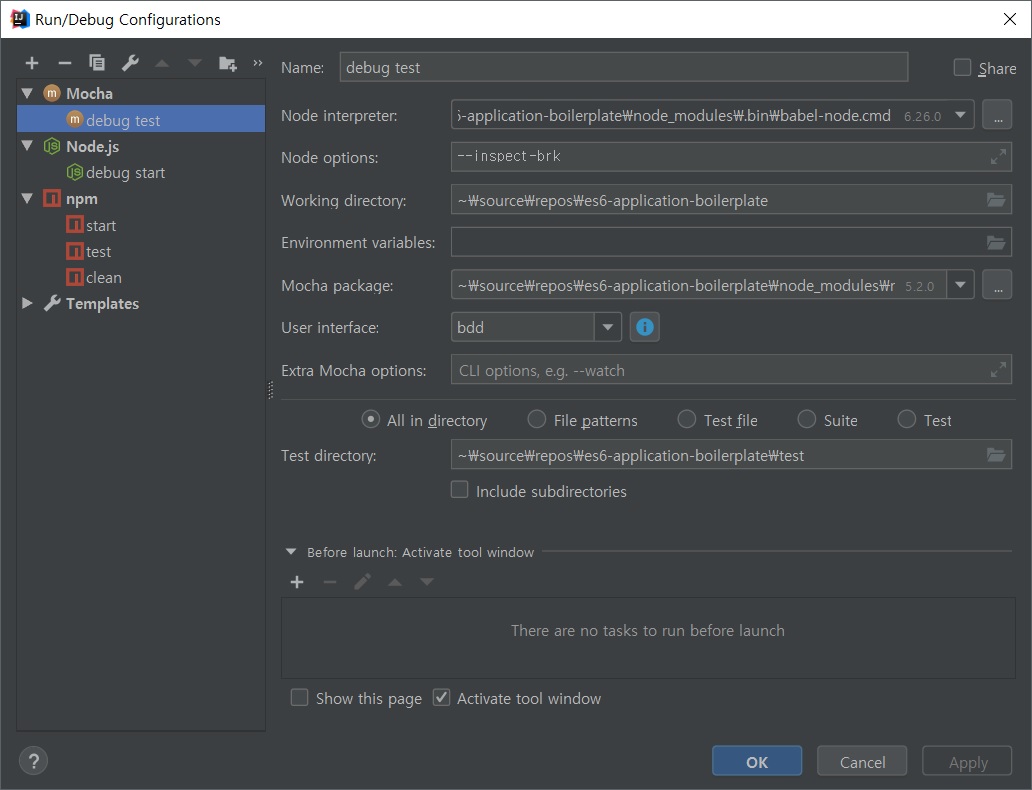 Run/Debug Configurations
Name: debug test Share
Mocha
debug test
Node.js
debug start
npm
start
test
clean
Templates
Node interpreter: -application-boilerplate₩node_modules₩.bin₩babel-node.cmd 6.26.0 ...
Node options: --inspect-brk
Working directory: ~₩source₩repos₩es6-application-boilerplate
Environment variables:
Mocha package: ~₩source₩repos₩es6-application-boilerplate₩node_modules₩r 5.2.0 ...
User interface: bdd
Extra Mocha options: CLI options, e.g. --watch
All in directory File patterns Test file Suite Test
Test directory: ~₩source₩repos₩es6-application-boilerplate₩test
Include subdirectories
Before launch: Activate tool window
There are no tasks to run before launch
Show this page Activate tool window
? OK Cancel Apply